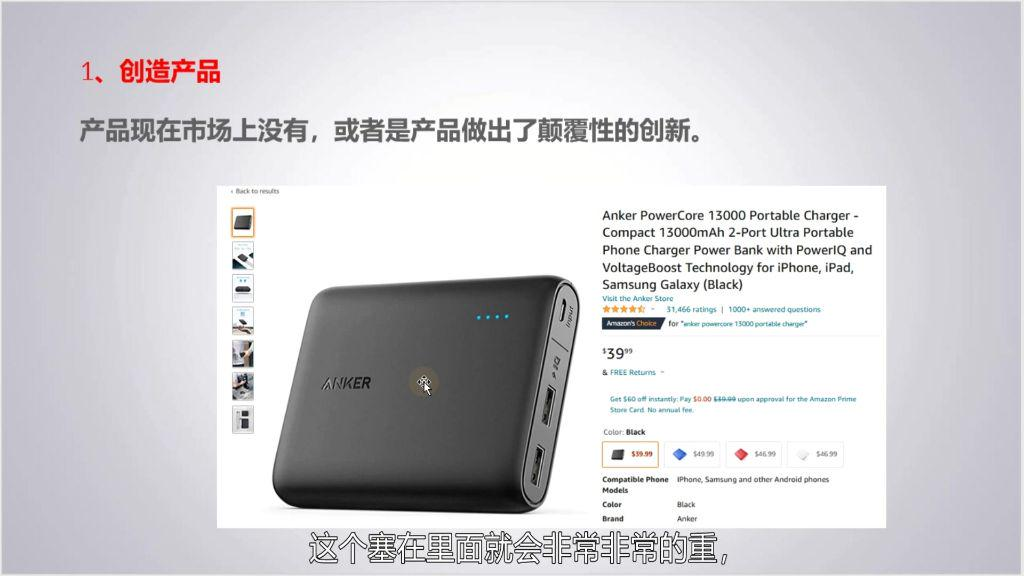 1、创造产品
产品现在市场上没有，或者是产品做出了颠覆性的创新。
‹ Back to results
Anker PowerCore 13000 Portable Charger -
Compact 13000mAh 2-Port Ultra Portable
Phone Charger Power Bank with PowerIQ and
VoltageBoost Technology for iPhone, iPad,
Samsung Galaxy (Black)
Visit the Anker Store
31,466 ratings | 1000+ answered questions
Amazon's Choice for "anker powercore 13000 portable charger"
$3999
& FREE Returns
Get $60 off instantly: Pay $0.00 $39.99 upon approval for the Amazon Prime
Store Card. No annual fee.
Color: Black
$39.99 $49.99 $46.99 $46.99
Compatible Phone Models IPhone, Samsung and other Android phones
Color Black
Brand Anker
ANKER
Input
这个塞在里面就会非常非常的重，